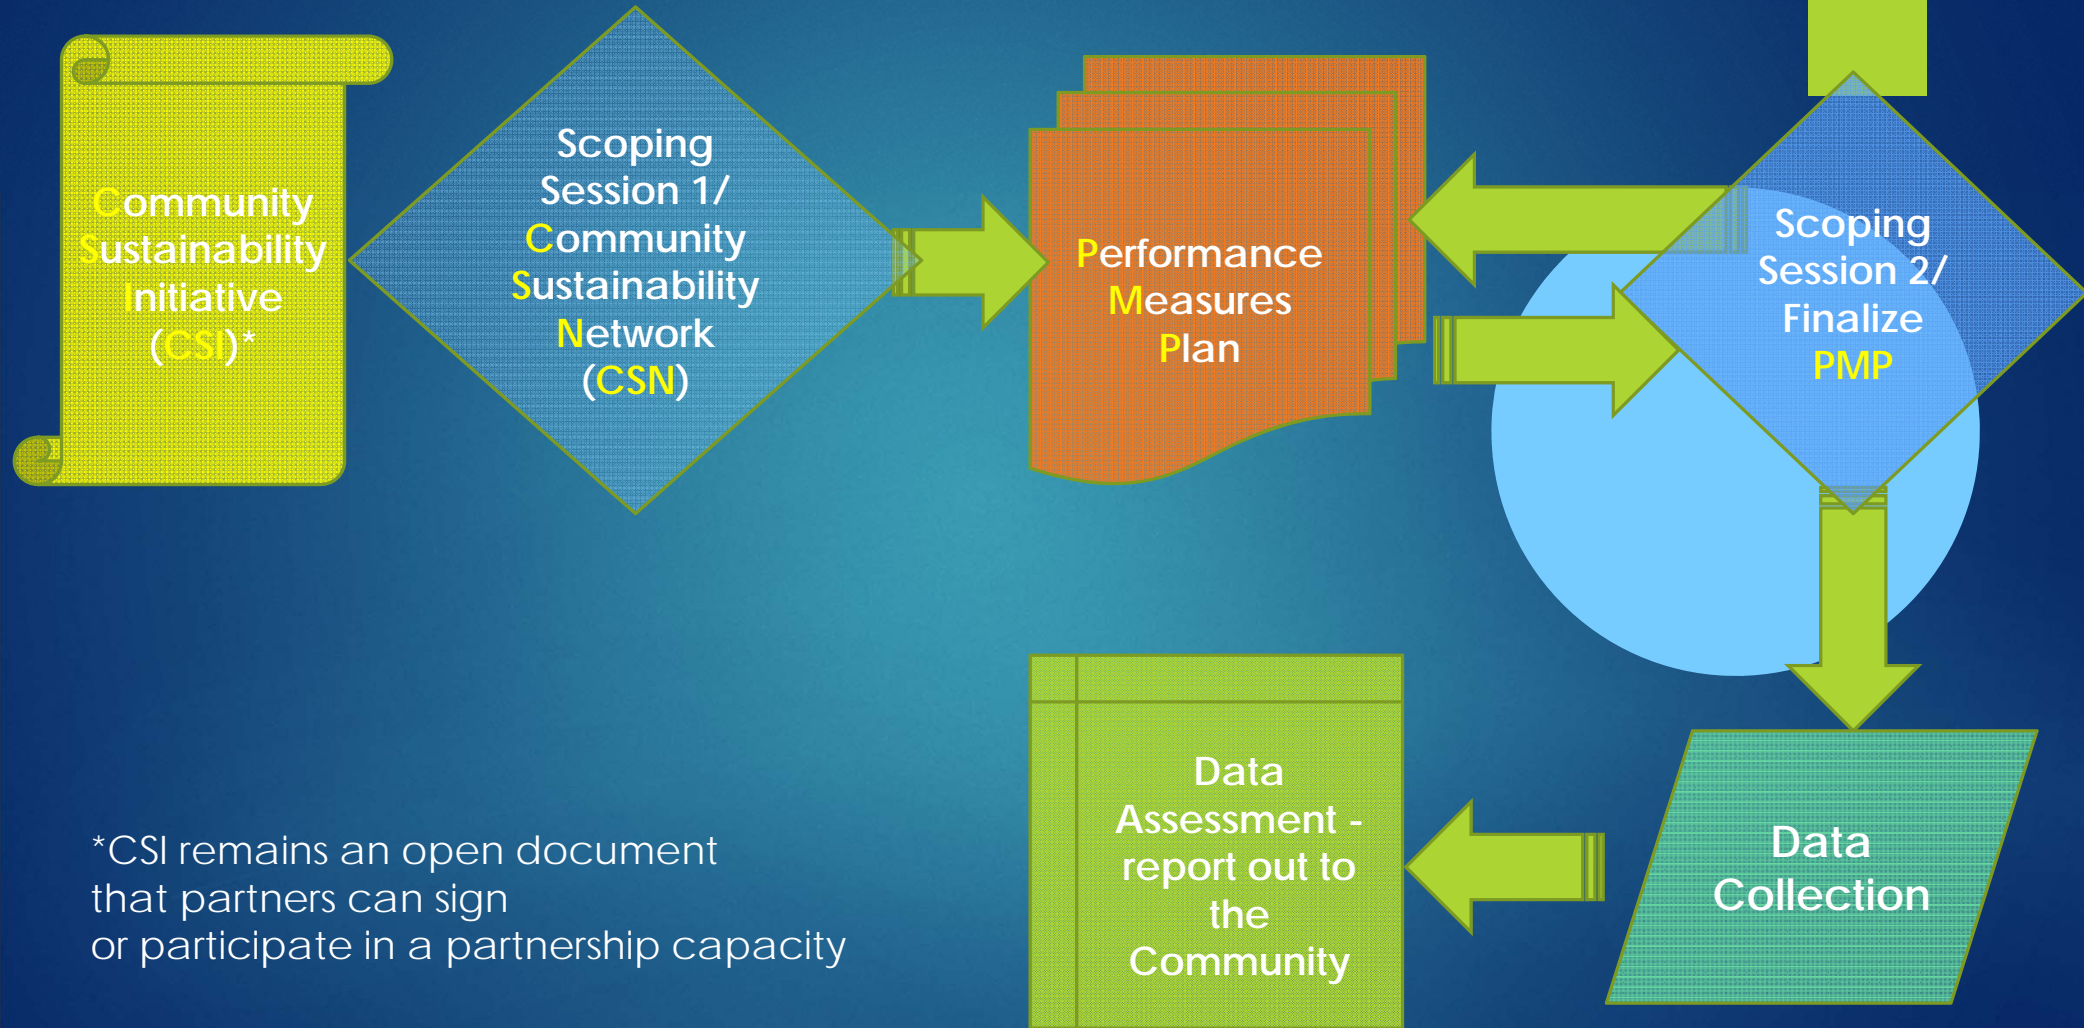 Community
Sustainability
Initiative
(CSI)*
Scoping
Session 1/
Community
Sustainability
Network
(CSN)
Performance
Measures
Plan
Scoping
Session 2/
Finalize
PMP
Data
Collection
Data
Assessment -
report out to
the
Community
*CSI remains an open document
that partners can sign
or participate in a partnership capacity